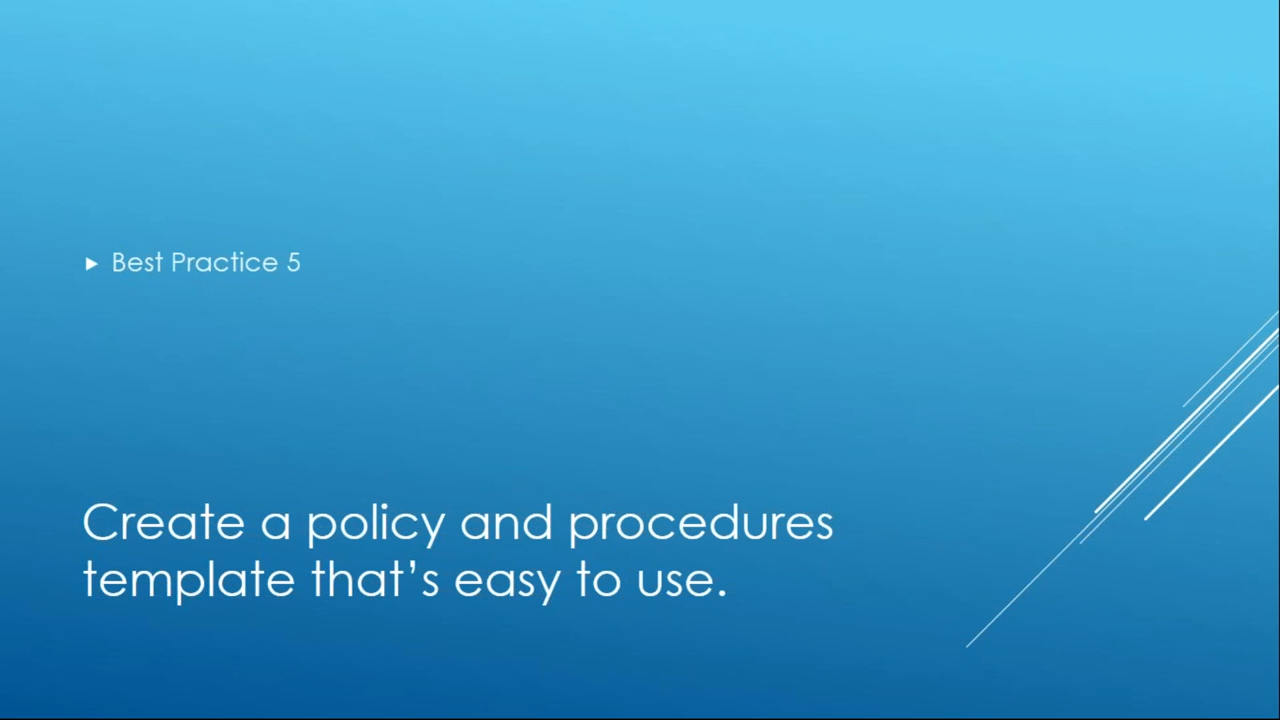 Best Practice 5
Create a policy and procedures
template that’s easy to use.